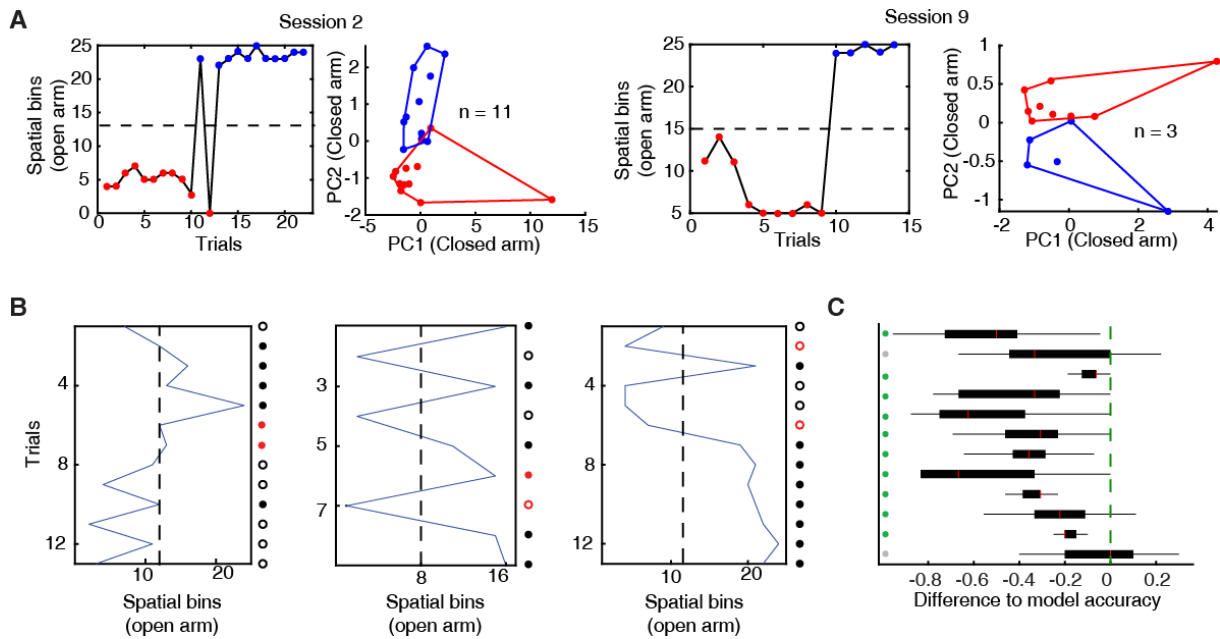 A
Session 2
Session 9
25
20
15
10
5
0
Spatial bins
(open arm)
0 5 10 15 20
Trials
3
2
1
0
-1
-2
PC2 (Closed arm)
n = 11
-5 0 5 10 15
PC1 (Closed arm)
25
20
15
10
5
Spatial bins
(open arm)
0 5 10 15
Trials
1
0.5
0
-0.5
-1
PC2 (Closed arm)
n = 3
-2 0 2 4
PC1 (Closed arm)
B
Trials
4
8
12
10 20
Spatial bins
(open arm)
3
5
7
8 16
Spatial bins
(open arm)
4
8
12
10 20
Spatial bins
(open arm)
C
-0.8 -0.6 -0.4 -0.2 0 0.2
Difference to model accuracy